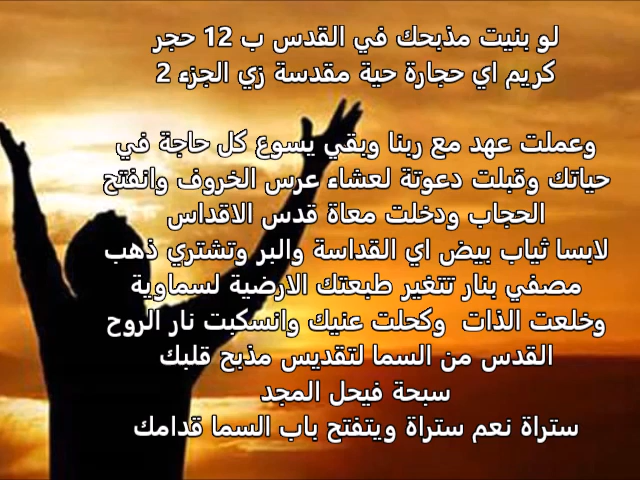 لو بنيت مذبحك في القدس ب 12 حجر
كريم اي حجارة حية مقدسة زي الجزء 2
وعملت عهد مع ربنا وبقي يسوع كل حاجة في
حياتك وقبلت دعوتة لعشاء عرس الخروف وانفتح
الحجاب ودخلت معاة قدس الاقداس
لابسا ثياب بيض اي القداسة والبر وتشتري ذهب
مصفي بنار تتغير طبعتك الارضية لسماوية
وخلعت الذات وكحلت عنيك وانسكبت نار الروح
القدس من السما لتقديس مذبح قلبك
سبحة فيحل المجد
ستراة نعم ستراة ويتفتح باب السما قدامك